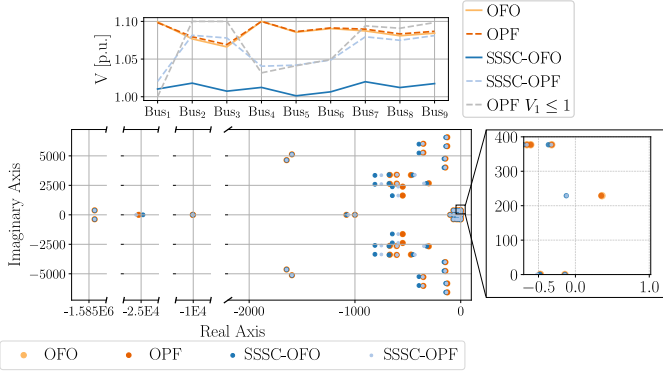 V [p.u.]
1.10
1.05
1.00
Bus1 Bus2 Bus3 Bus4 Bus5 Bus6 Bus7 Bus8 Bus9
OFO
OPF
SSSC-OFO
SSSC-OPF
OPF V1 ≤ 1
Imaginary Axis
5000
2500
0
−2500
−5000
-1.585E6 -2.5E4 -1E4 −2000 −1000 0
Real Axis
400
300
200
100
0
−0.5 0.0 1.0
OFO OPF SSSC-OFO SSSC-OPF